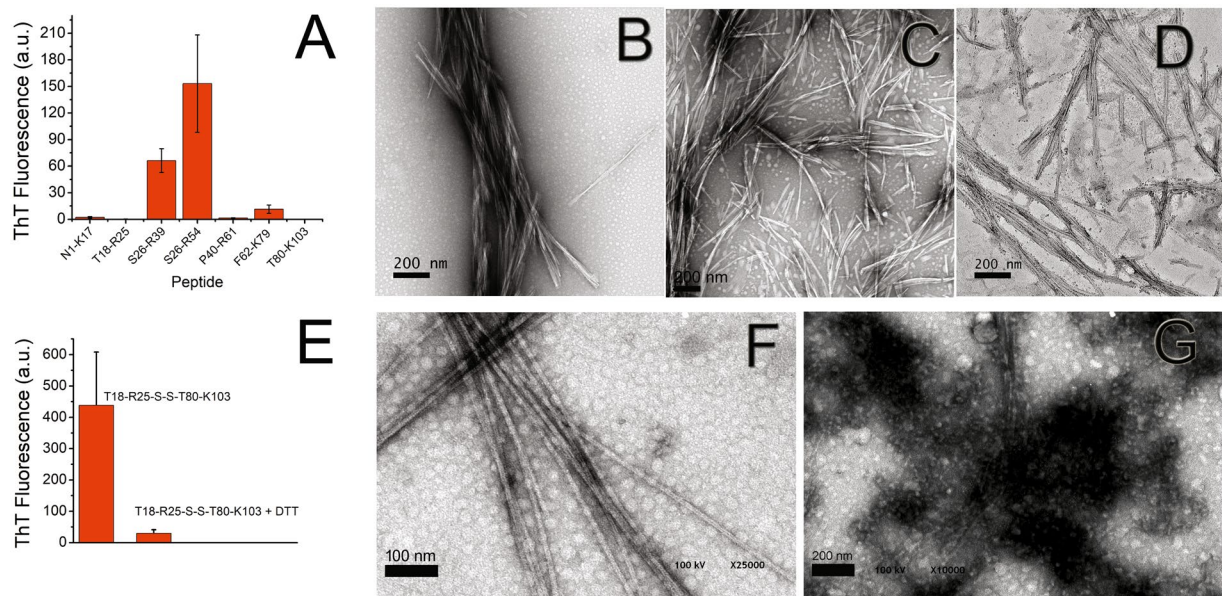 A
ThT Fluorescence (a.u.)
210
180
150
120
90
60
30
0
N1-K17
T18-R25
S26-R39
S26-R54
P40-R61
F62-K79
T80-K103
Peptide
B
200 nm
C
200 nm
D
200 nm
E
ThT Fluorescence (a.u.)
600
500
400
300
200
100
0
T18-R25-S-S-T80-K103
T18-R25-S-S-T80-K103 + DTT
F
100 nm
100 kV X25000
G
200 nm
100 kV X10000